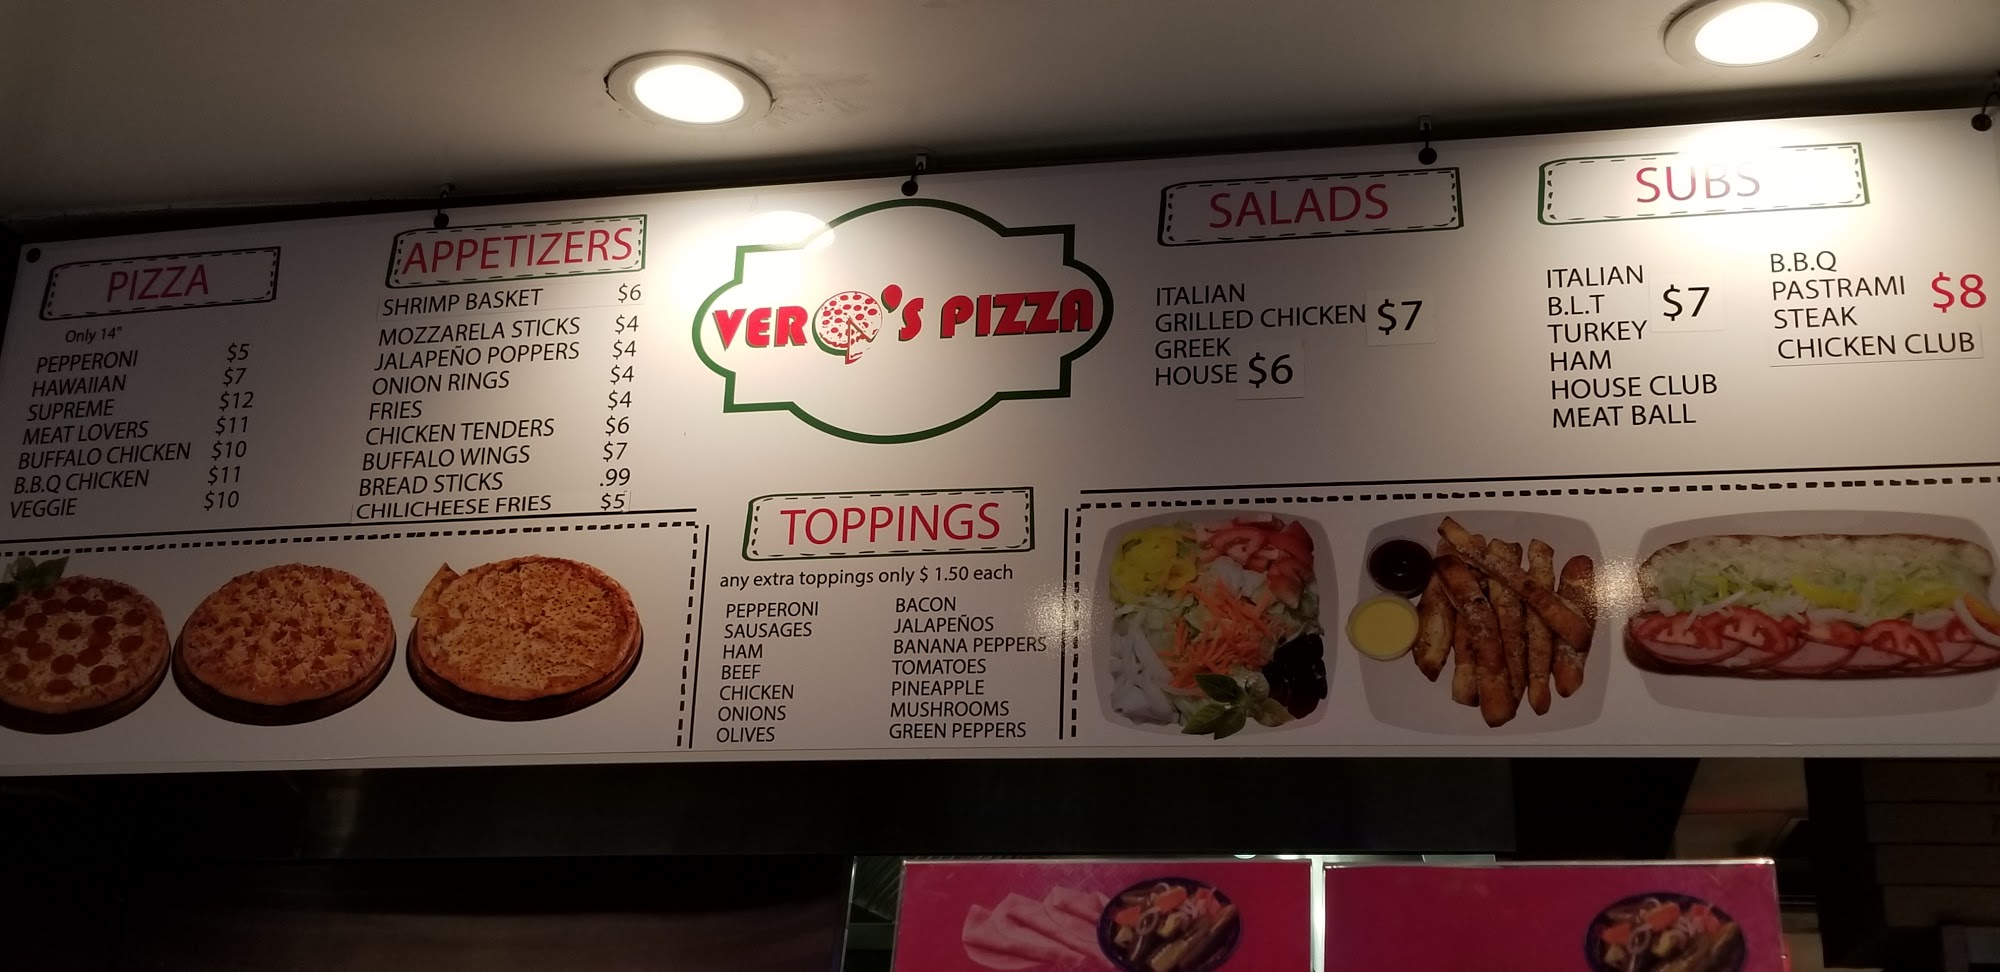 PIZZA
Only 14"
PEPPERONI $5
HAWAIIAN $7
SUPREME $12
MEAT LOVERS $11
BUFFALO CHICKEN $10
B.B.Q CHICKEN $11
VEGGIE $10
APPETIZERS
SHRIMP BASKET $6
MOZZARELA STICKS $4
JALAPEÑO POPPERS $4
ONION RINGS $4
FRIES $4
CHICKEN TENDERS $6
BUFFALO WINGS $7
BREAD STICKS .99
CHILICHEESE FRIES $5
VERO'S PIZZA
TOPPINGS
any extra toppings only $ 1.50 each
PEPPERONI
SAUSAGES
HAM
BEEF
CHICKEN
ONIONS
OLIVES
BACON
JALAPEÑOS
BANANA PEPPERS
TOMATOES
PINEAPPLE
MUSHROOMS
GREEN PEPPERS
SALADS
ITALIAN
GRILLED CHICKEN $7
GREEK
HOUSE $6
SUBS
ITALIAN
B.L.T $7
TURKEY
HAM
HOUSE CLUB
MEAT BALL
B.B.Q
PASTRAMI $8
STEAK
CHICKEN CLUB